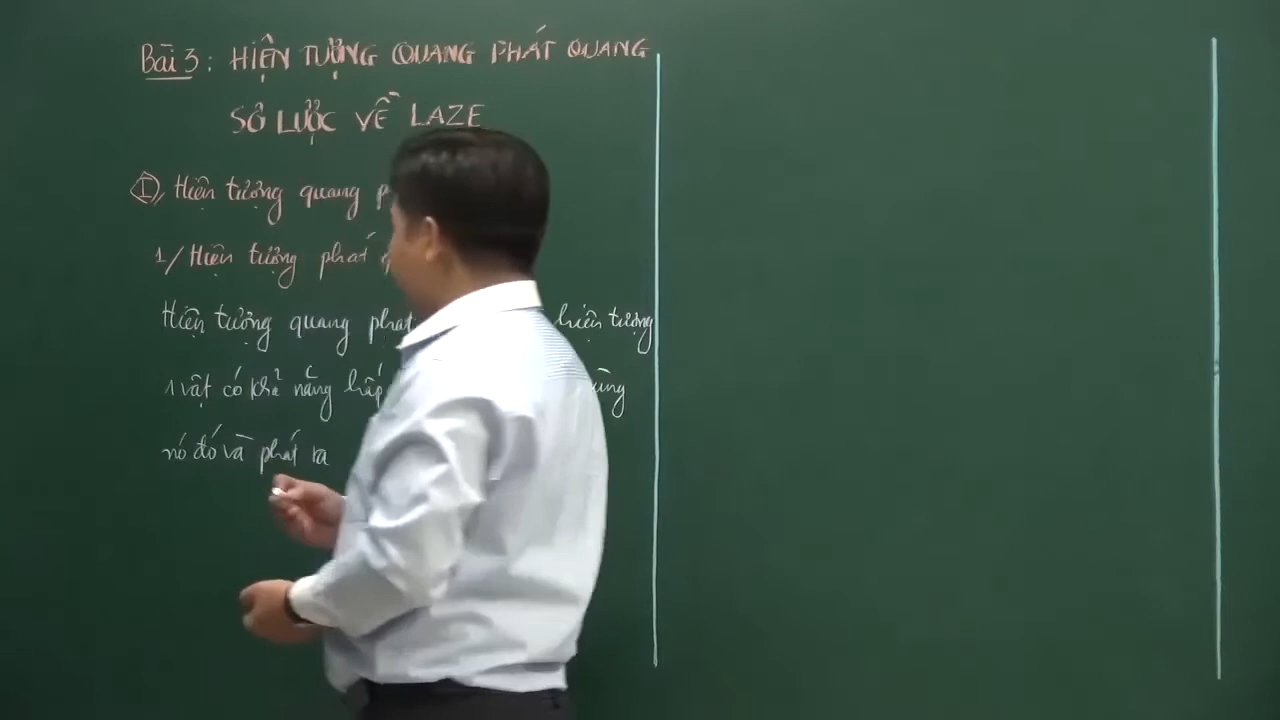 Bài 3: HIỆN TƯỢNG QUANG PHÁT QUANG
SƠ LƯỢC VỀ LAZE
I, Hiện tượng quang
1/ Hiện tượng phát
Hiện tượng quang phát hiện tượng
1 vật có khả năng hấp
nó đó và phát ra